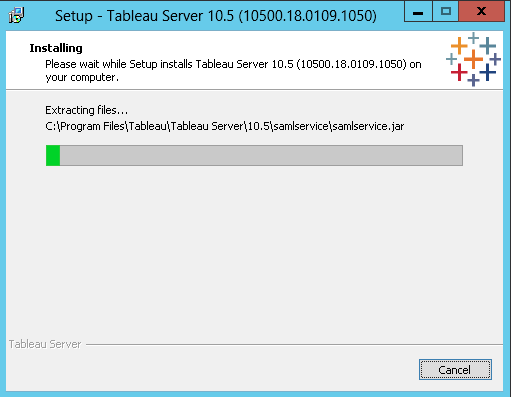 Setup - Tableau Server 10.5 (10500.18.0109.1050)
Installing
Please wait while Setup installs Tableau Server 10.5 (10500.18.0109.1050) on
your computer.
Extracting files...
C:\Program Files\Tableau\Tableau Server\10.5\samlservice\samlservice.jar
Tableau Server
Cancel